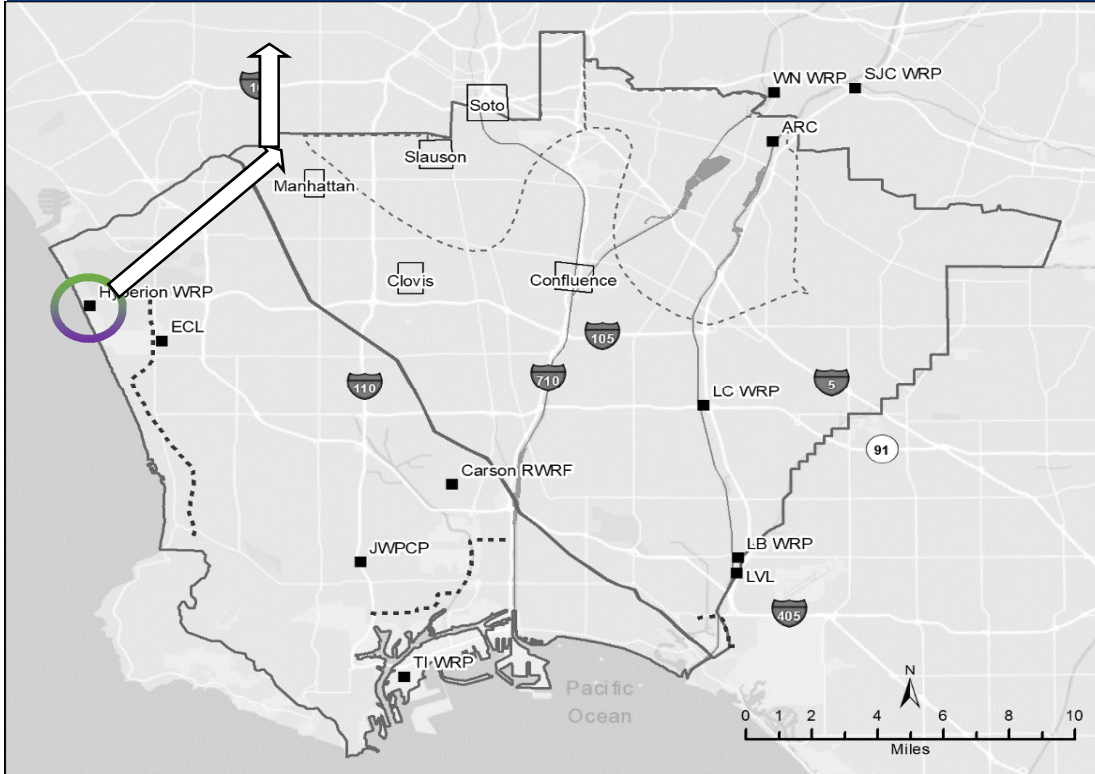 WN WRP
SJC WRP
Soto
ARC
Slauson
Manhattan
Clovis
Confluence
Hyperion WRP
ECL
105
710
110
5
LC WRP
91
Carson RWRF
JWPCP
LB WRP
LVL
405
TI WRP
Pacific
Ocean
N
0 1 2 4 6 8 10
Miles